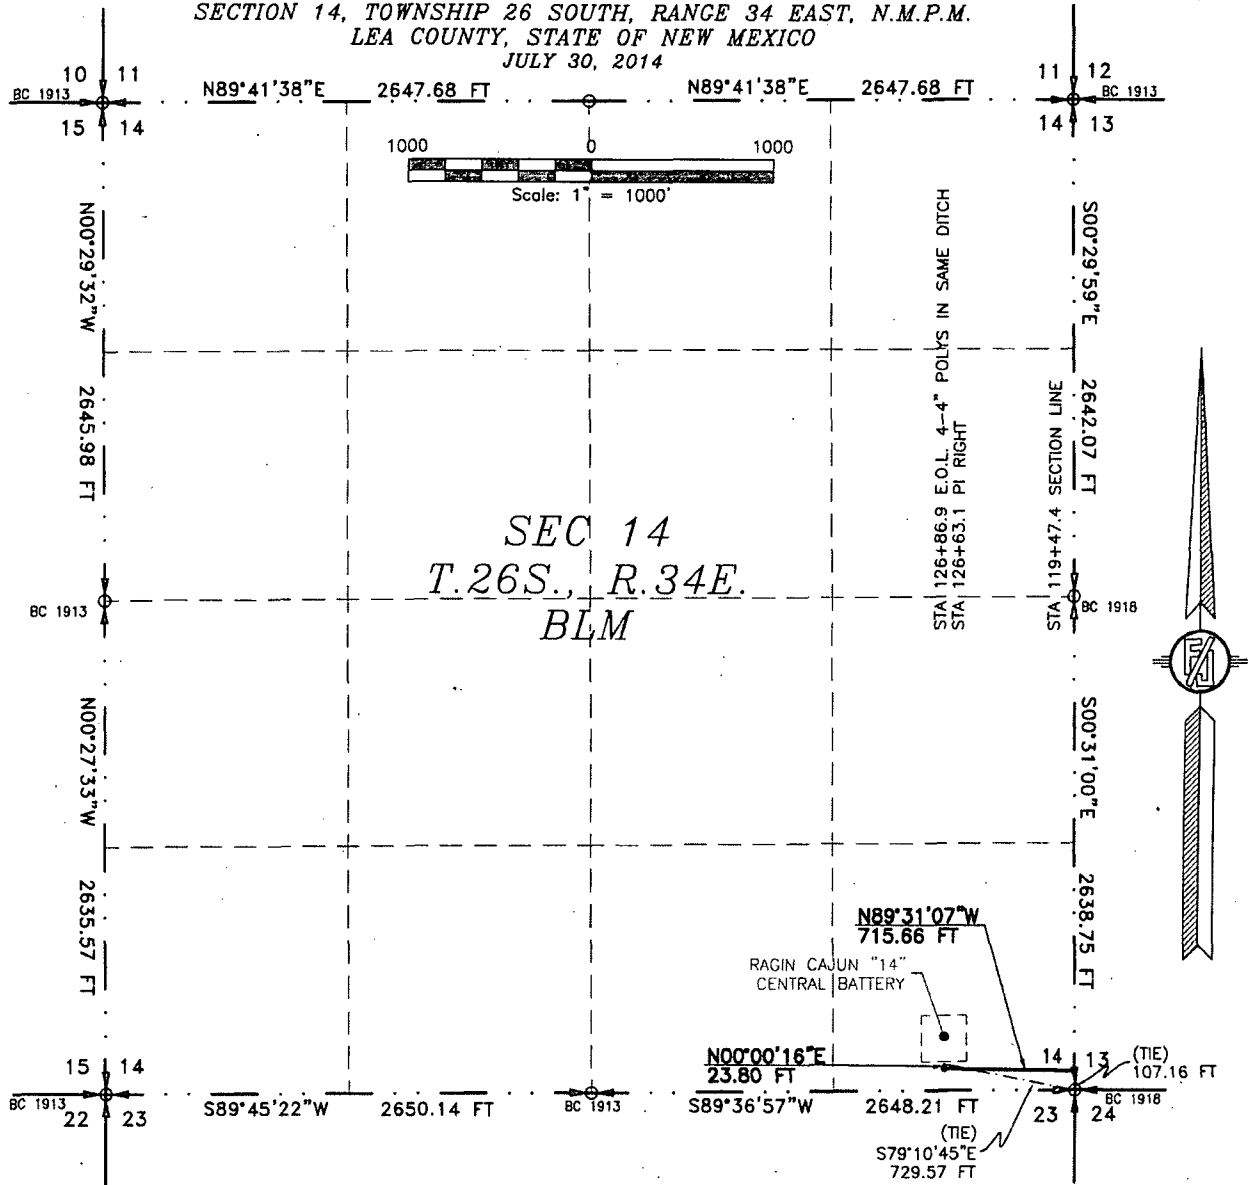 SECTION 14, TOWNSHIP 26 SOUTH, RANGE 34 EAST, N.M.P.M.
LEA COUNTY, STATE OF NEW MEXICO
JULY 30, 2014
10 11
BC 1913
15 14
N89°41'38"E 2647.68 FT
N89°41'38"E 2647.68 FT
11 12
BC 1913
14 13
1000 0 1000
Scale: 1" = 1000'
N00°29'32"W 2645.98 FT
S00°29'59"E 2642.07 FT
STA 126+86.9 E.O.L. 4-4" POLYS IN SAME DITCH
STA 126+63.1 PI RIGHT
STA 119+47.4 SECTION LINE
SEC 14
T.26S., R.34E.
BLM
BC 1913
BC 1918
N00°27'33"W 2635.57 FT
S00°31'00"E 2638.75 FT
N89°31'07"W
715.66 FT
RAGIN CAJUN "14"
CENTRAL BATTERY
N00°00'16"E
23.80 FT
14 13
(TIE)
107.16 FT
15 14
BC 1913
22 23
S89°45'22"W 2650.14 FT
BC 1913
S89°36'57"W 2648.21 FT
BC 1918
23 24
(TIE)
S79°10'45"E
729.57 FT